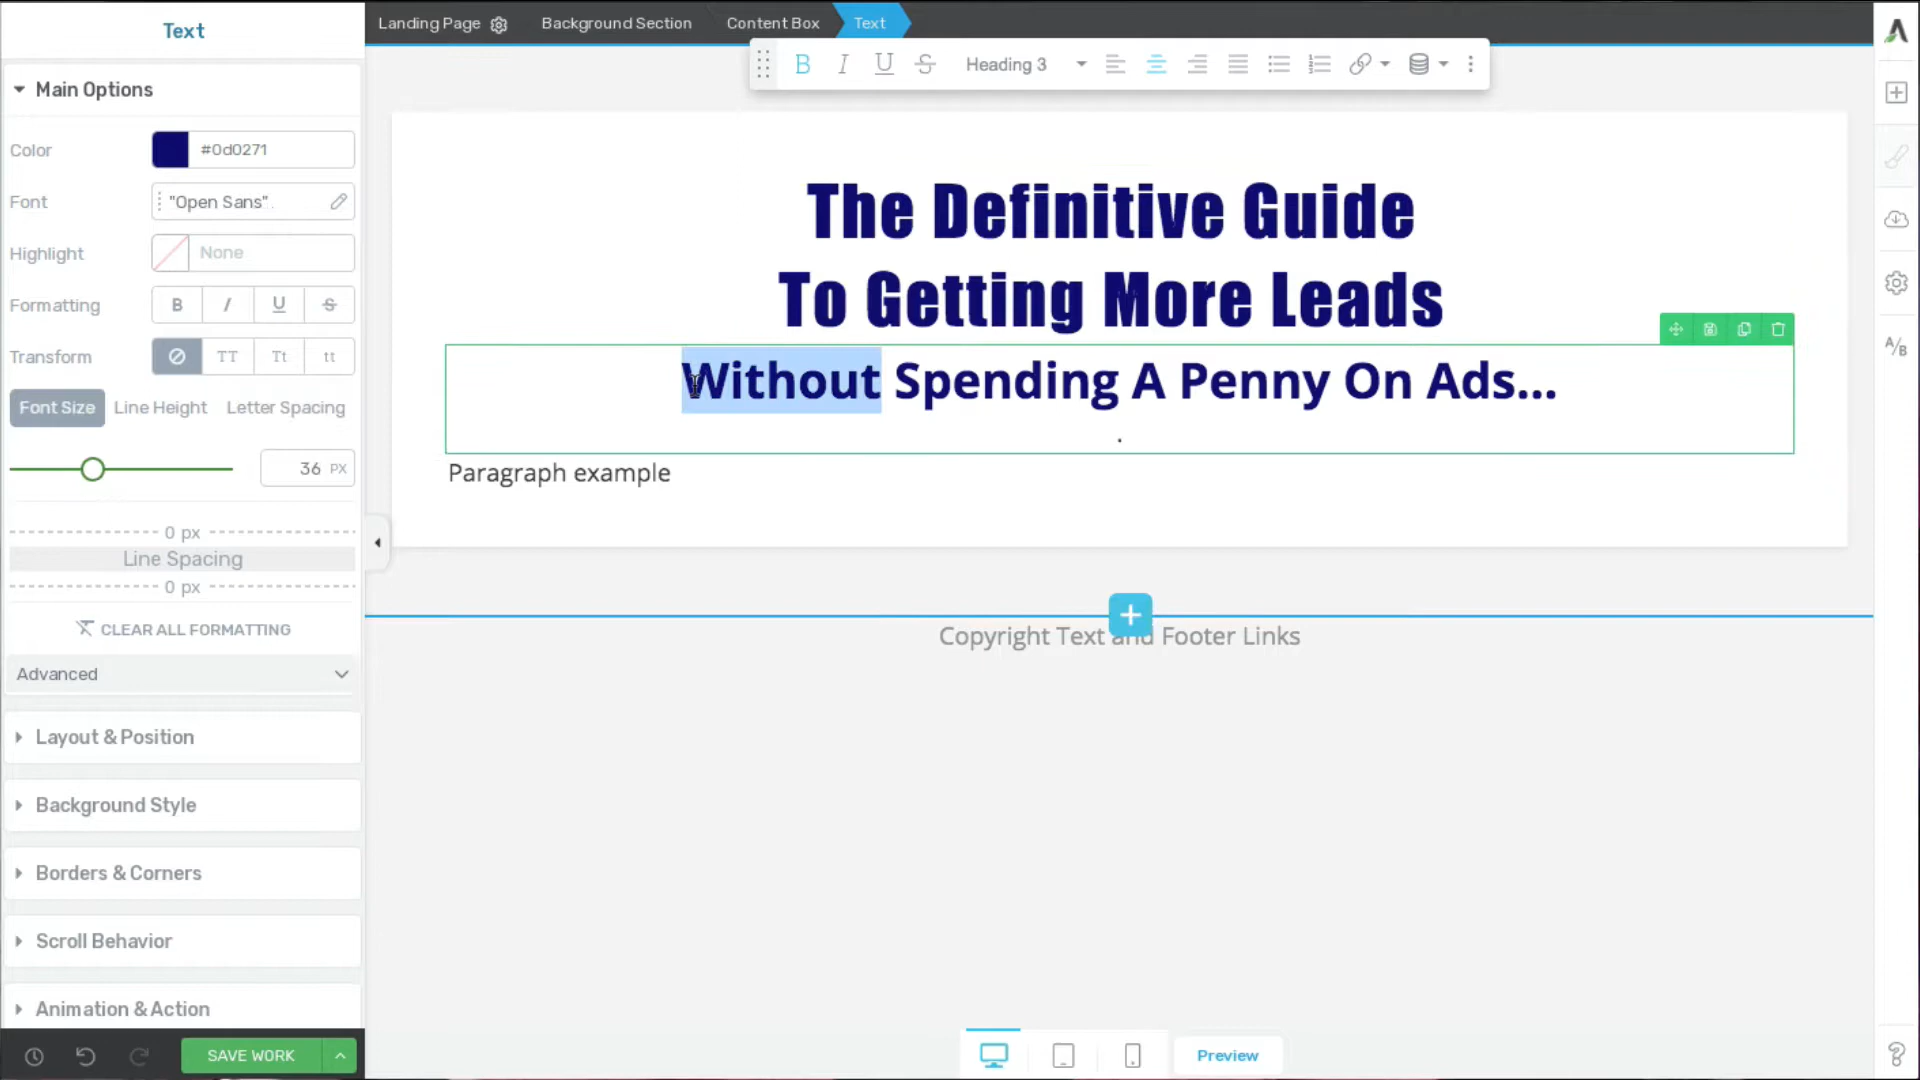 Text
Landing Page
Background Section
Content Box
Text
B I U S Heading 3
Main Options
Color #0d0271
Font "Open Sans"
Highlight None
Formatting B I U S
Transform TT Tt tt
Font Size Line Height Letter Spacing
36 PX
0 px
Line Spacing
0 px
CLEAR ALL FORMATTING
Advanced
Layout & Position
Background Style
Borders & Corners
Scroll Behavior
Animation & Action
SAVE WORK
The Definitive Guide
To Getting More Leads
Without Spending A Penny On Ads...
.
Paragraph example
Copyright Text and Footer Links
Preview
A/B